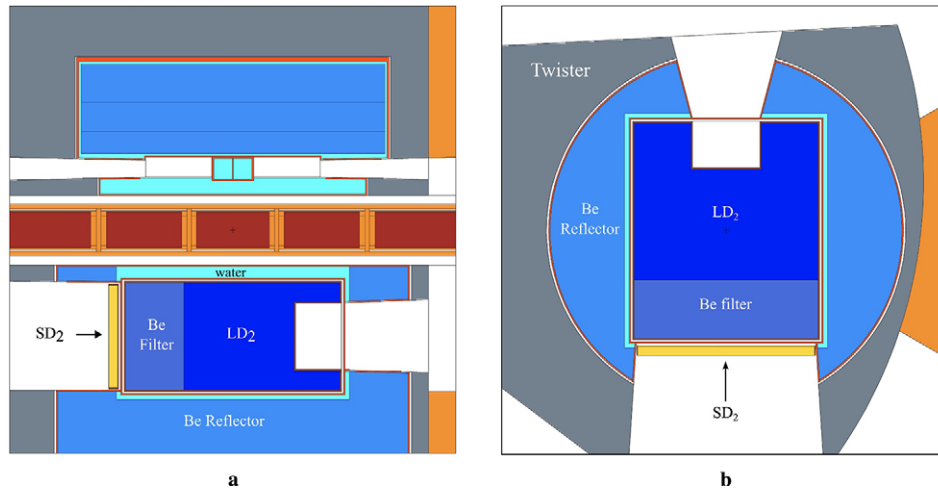 water
SD₂
Be
Filter
LD₂
Be Reflector
a
Twister
Be
Reflector
LD₂
Be filter
SD₂
b